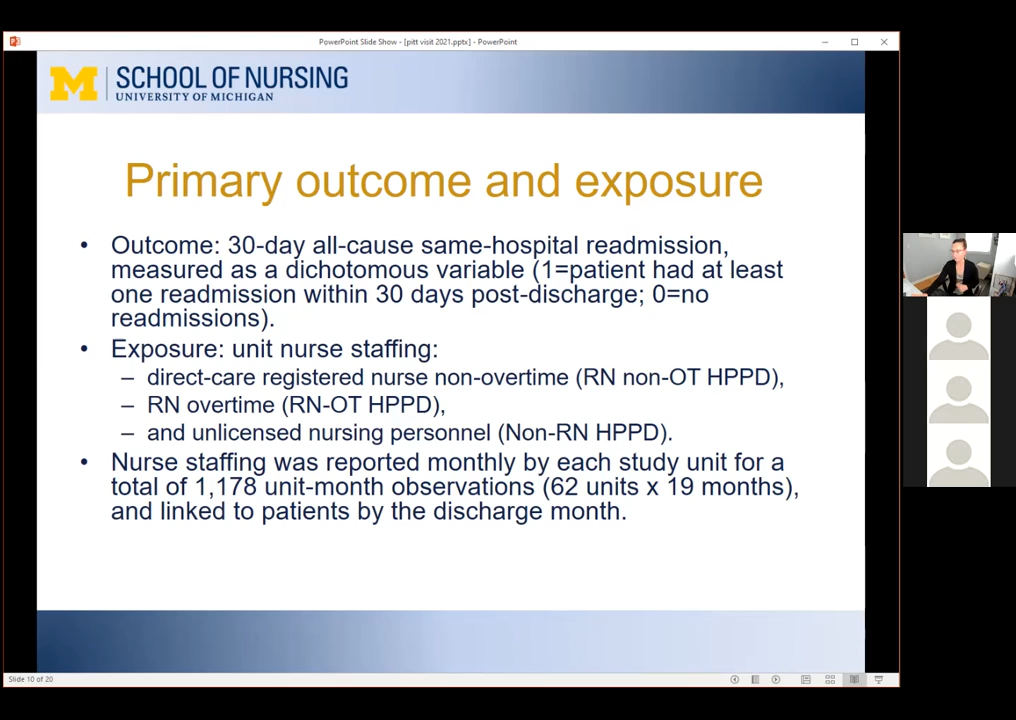 PowerPoint Slide Show - [pitt visit 2021.pptx] - PowerPoint
M
SCHOOL OF NURSING
UNIVERSITY OF MICHIGAN
Primary outcome and exposure
• Outcome: 30-day all-cause same-hospital readmission,
measured as a dichotomous variable (1=patient had at least
one readmission within 30 days post-discharge; 0=no
readmissions).
• Exposure: unit nurse staffing:
– direct-care registered nurse non-overtime (RN non-OT HPPD),
– RN overtime (RN-OT HPPD),
– and unlicensed nursing personnel (Non-RN HPPD).
• Nurse staffing was reported monthly by each study unit for a
total of 1,178 unit-month observations (62 units x 19 months),
and linked to patients by the discharge month.
Slide 10 of 20